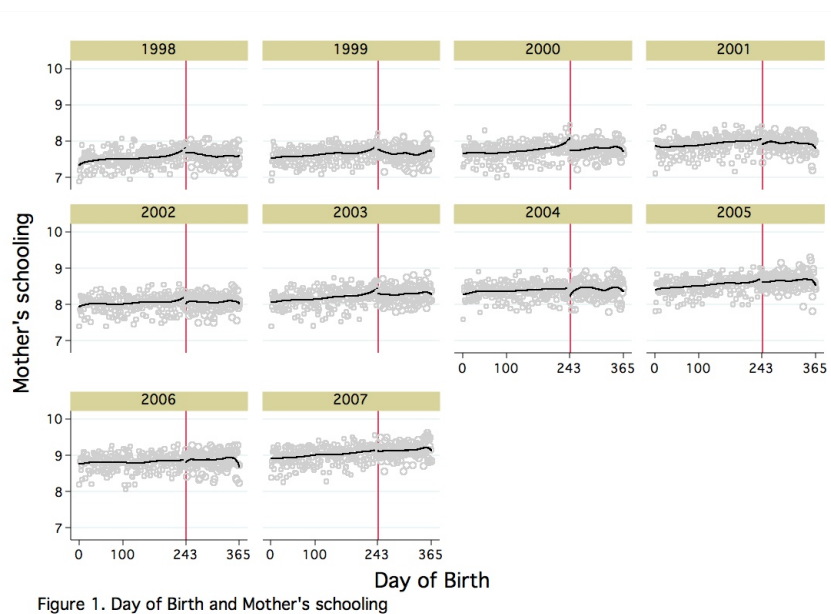 1998 1999 2000 2001
10
9
8
7
2002 2003 2004 2005
10
9
8
7
0 100 243 365 0 100 243 365
2006 2007
10
9
8
7
0 100 243 365 0 100 243 365
Mother's schooling
Day of Birth
Figure 1. Day of Birth and Mother's schooling